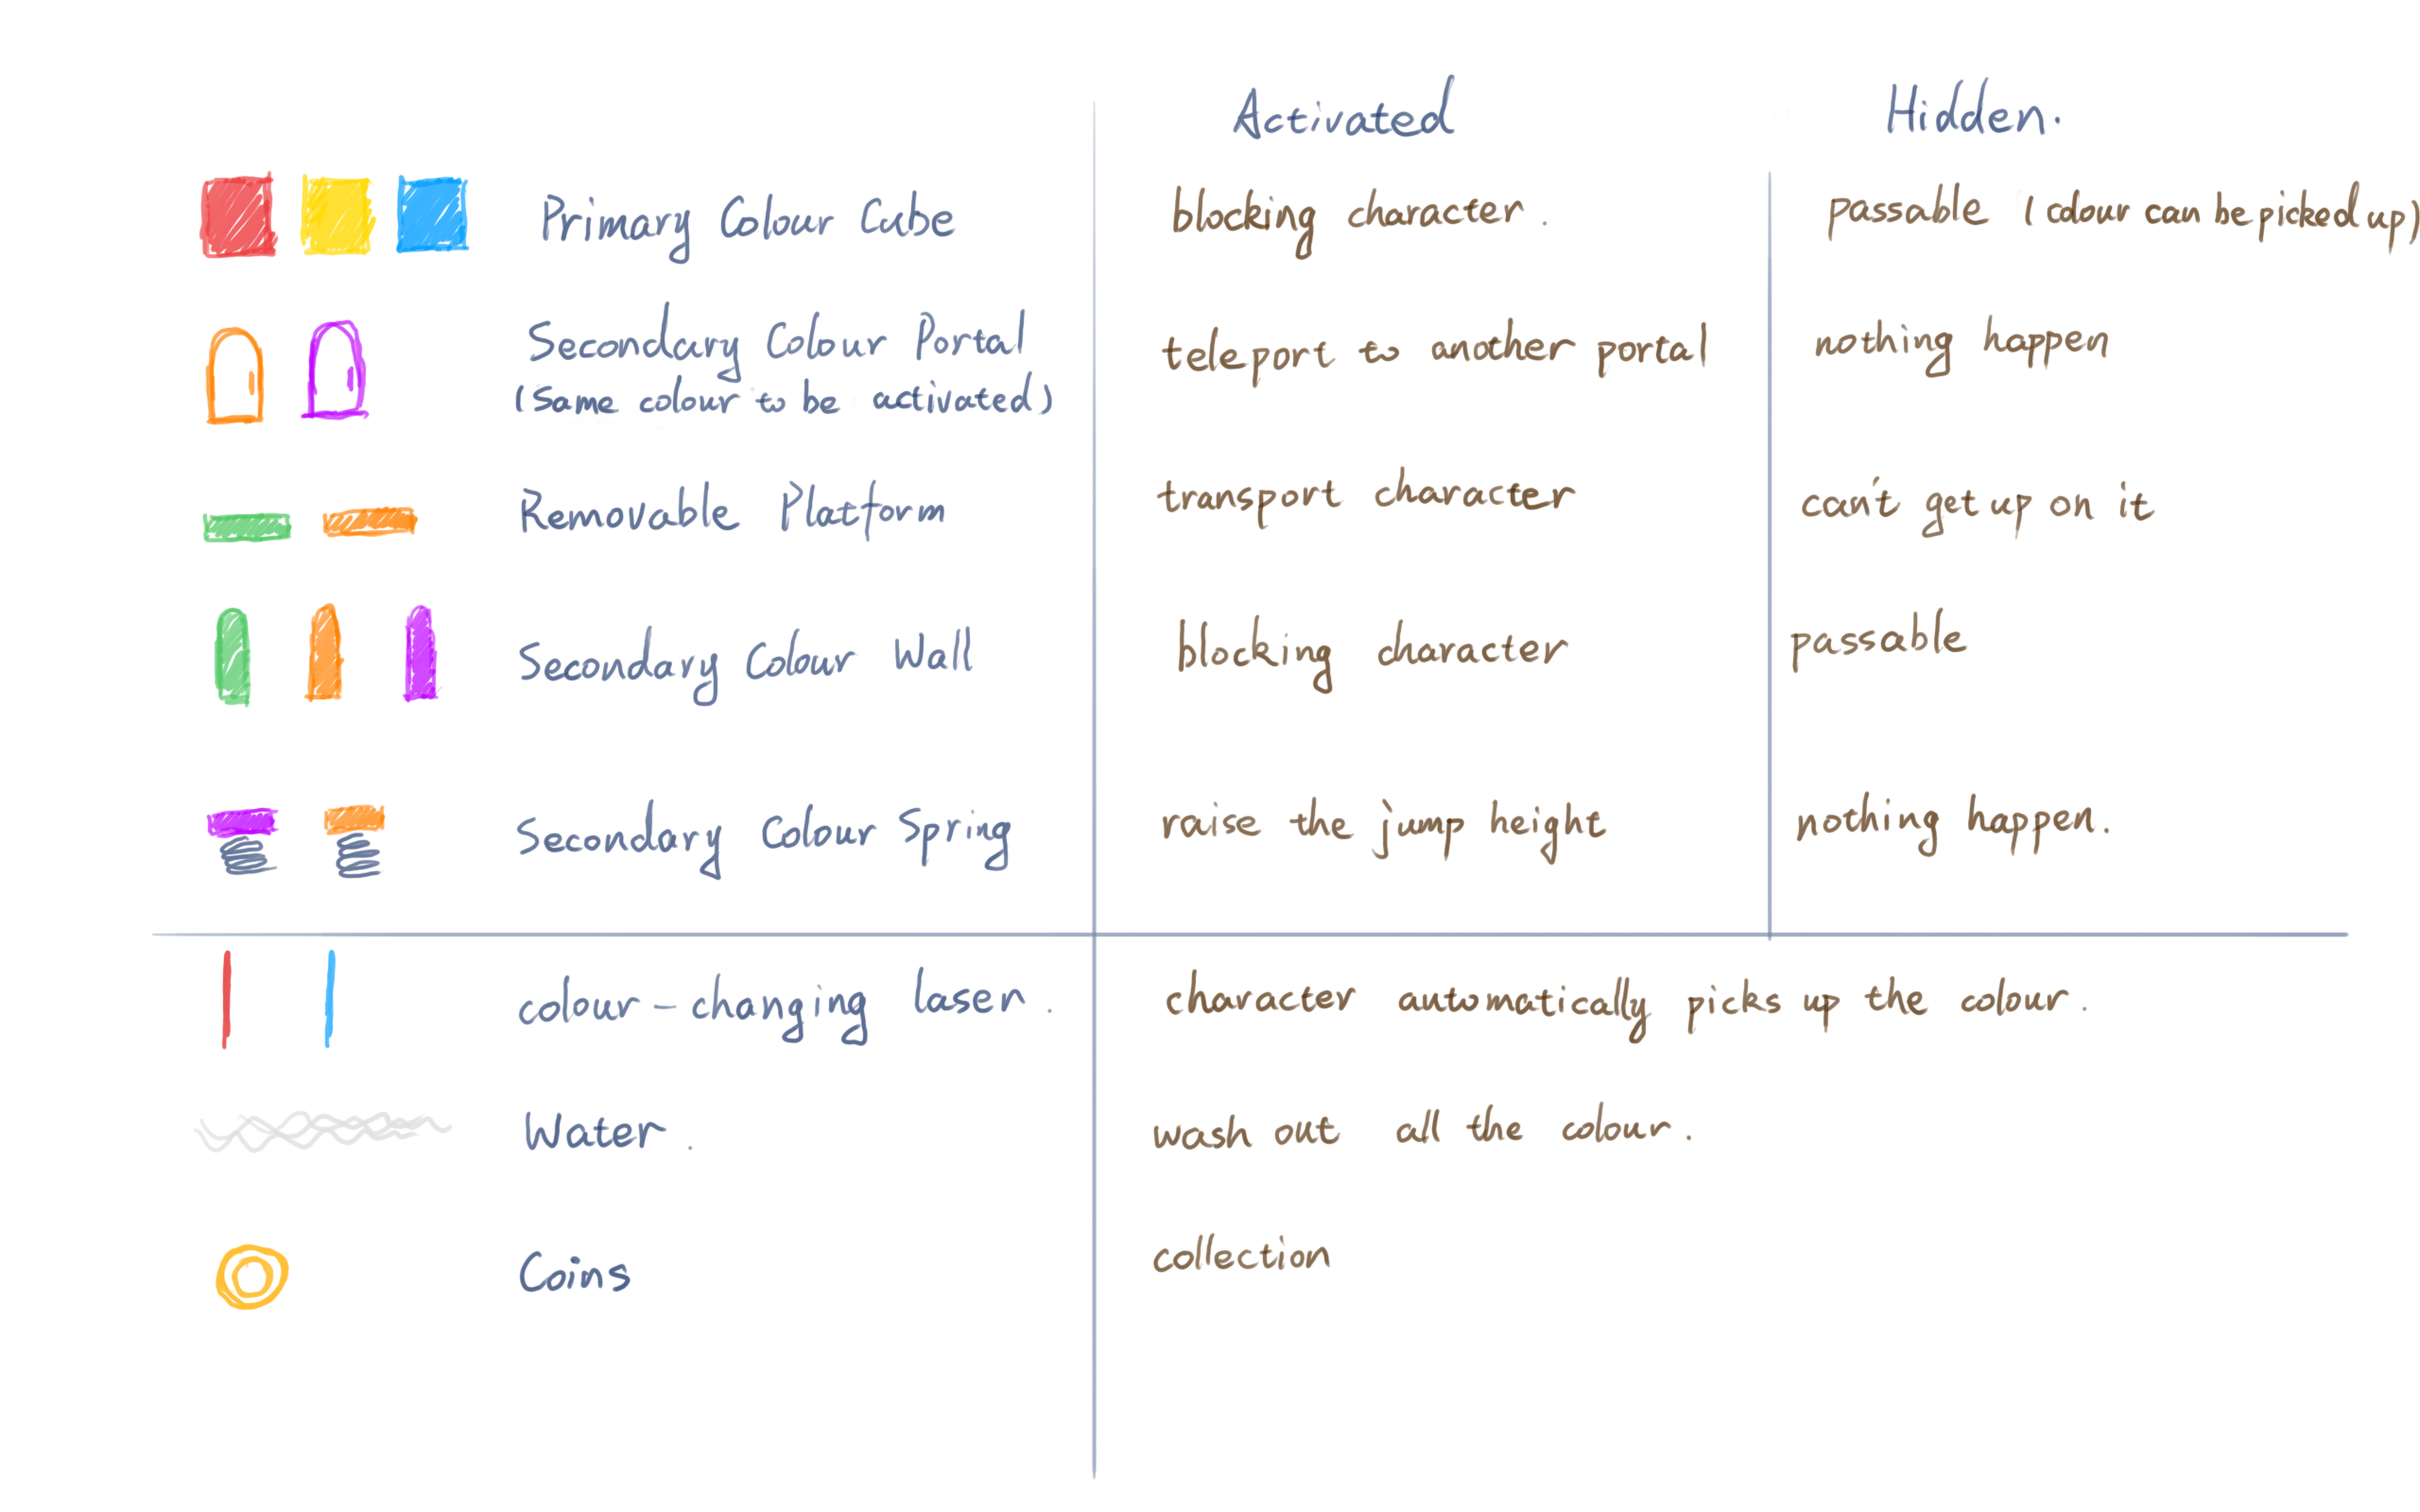 Activated Hidden.
Primary Colour Cube blocking character. passable (colour can be picked up)
Secondary Colour Portal teleport to another portal nothing happen
(Same colour to be activated)
Removable Platform transport character can't get up on it
Secondary Colour Wall blocking character passable
Secondary Colour Spring raise the jump height nothing happen.
colour-changing laser. character automatically picks up the colour.
Water. wash out all the colour.
Coins collection